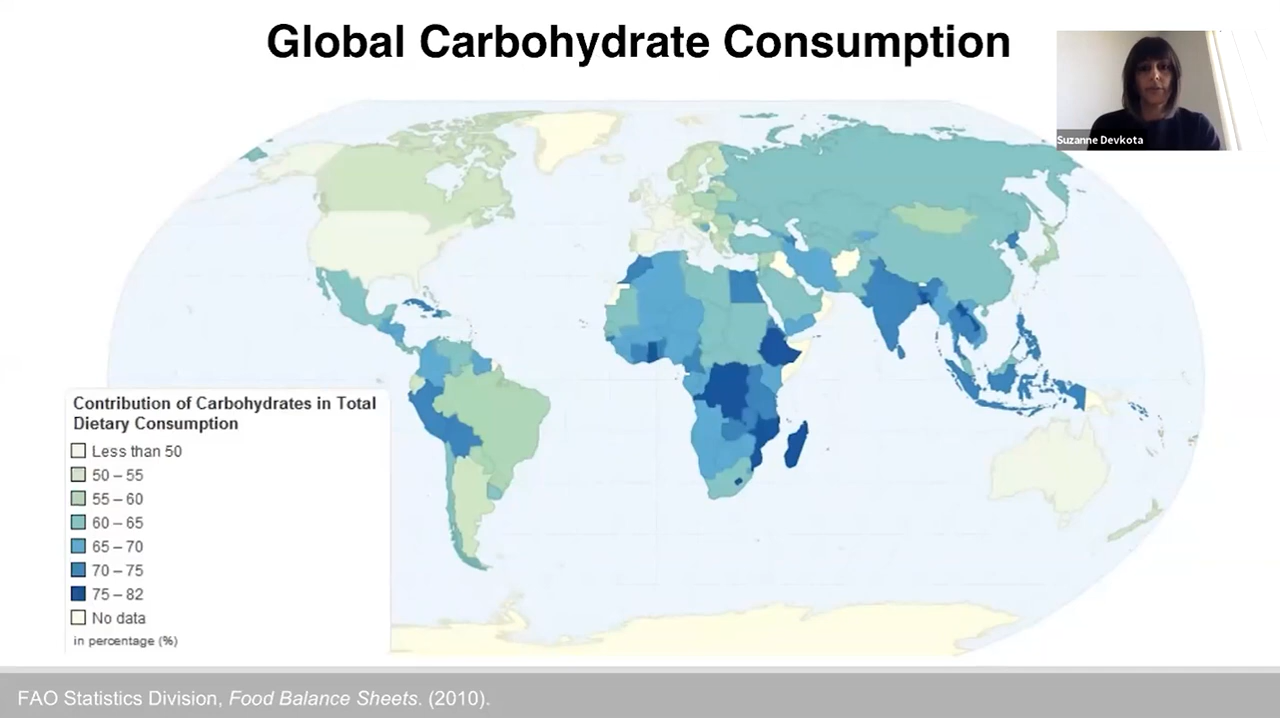 Global Carbohydrate Consumption
Suzanne Devkota
Contribution of Carbohydrates in Total
Dietary Consumption
Less than 50
50 – 55
55 – 60
60 – 65
65 – 70
70 – 75
75 – 82
No data
in percentage (%)
FAO Statistics Division, Food Balance Sheets. (2010).